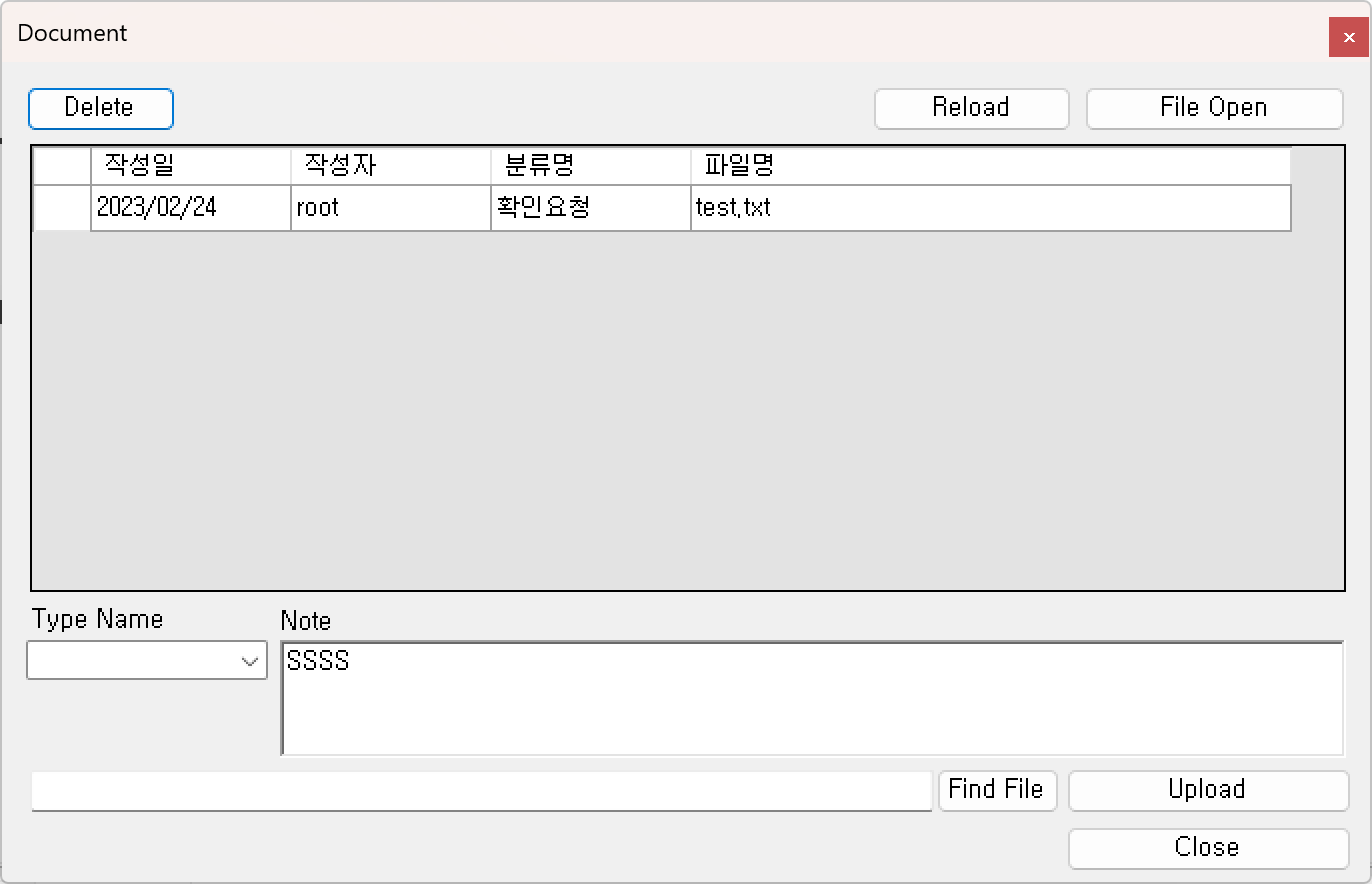 Document
Delete Reload File Open
작성일 작성자 분류명 파일명
2023/02/24 root 확인요청 test.txt
Type Name Note
SSSS
Find File Upload
Close